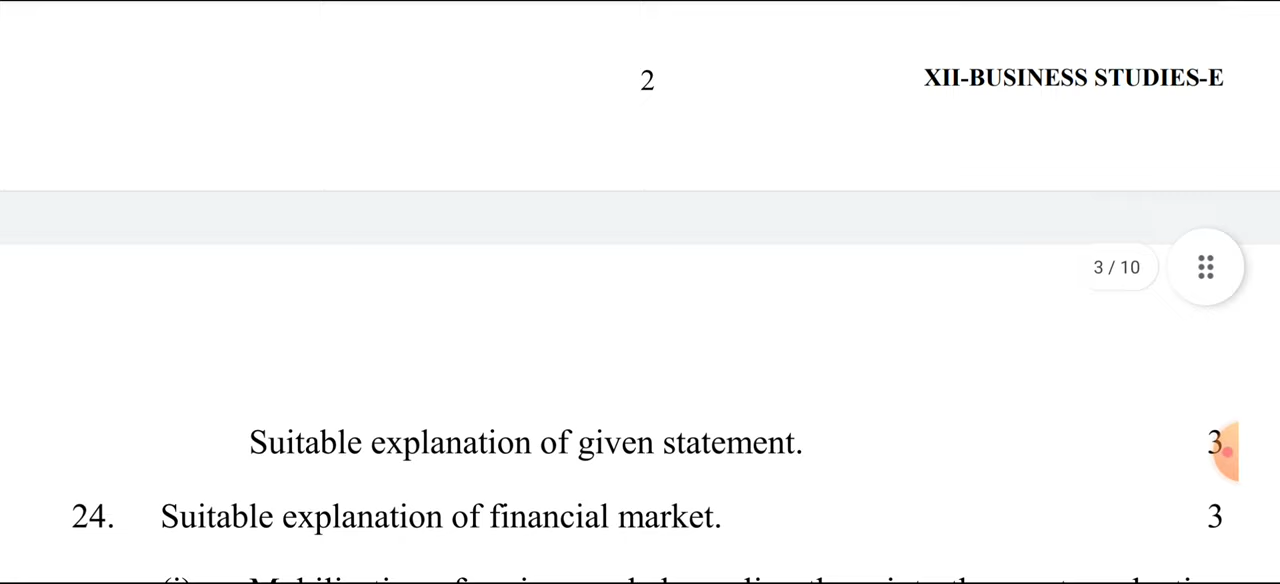 2 XII-BUSINESS STUDIES-E
3 / 10
Suitable explanation of given statement. 3
24. Suitable explanation of financial market. 3